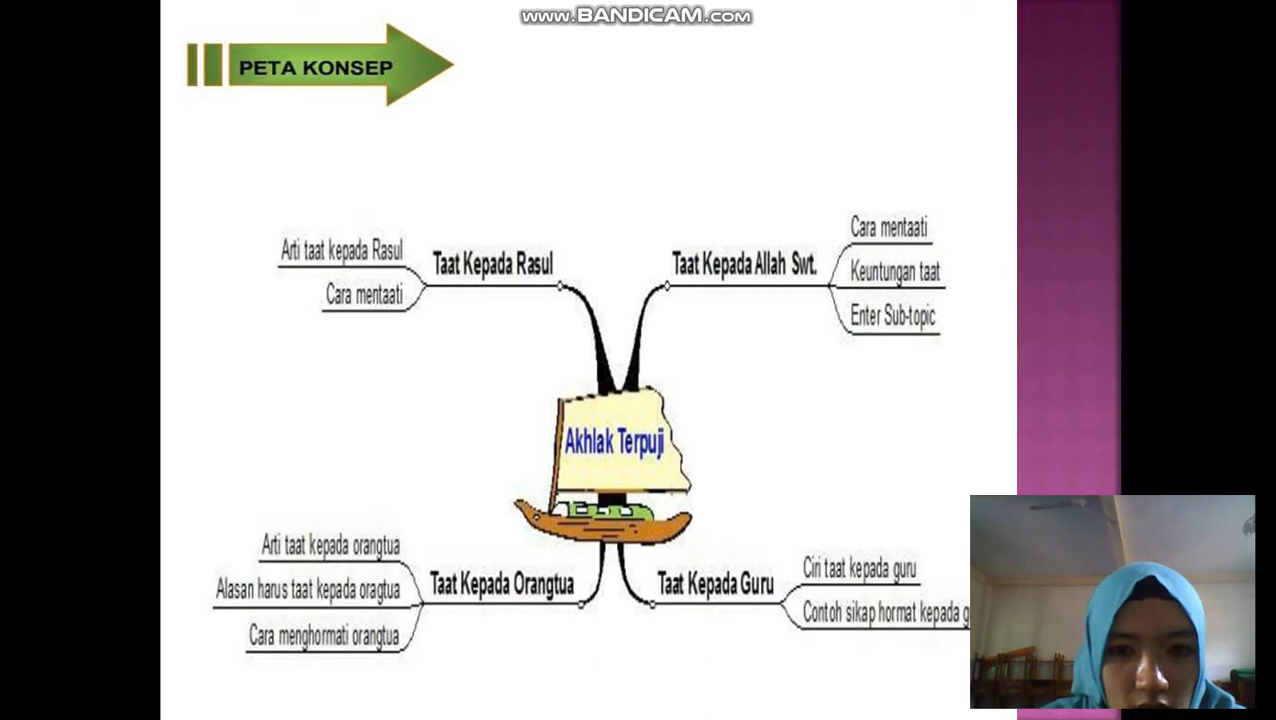 www.BANDICAM.com
PETA KONSEP
Arti taat kepada Rasul
Cara mentaati
Taat Kepada Rasul
Taat Kepada Allah Swt.
Cara mentaati
Keuntungan taat
Enter Sub-topic
Akhlak Terpuji
Arti taat kepada orangtua
Alasan harus taat kepada oragtua
Cara menghormati orangtua
Taat Kepada Orangtua
Taat Kepada Guru
Ciri taat kepada guru
Contoh sikap hormat kepada